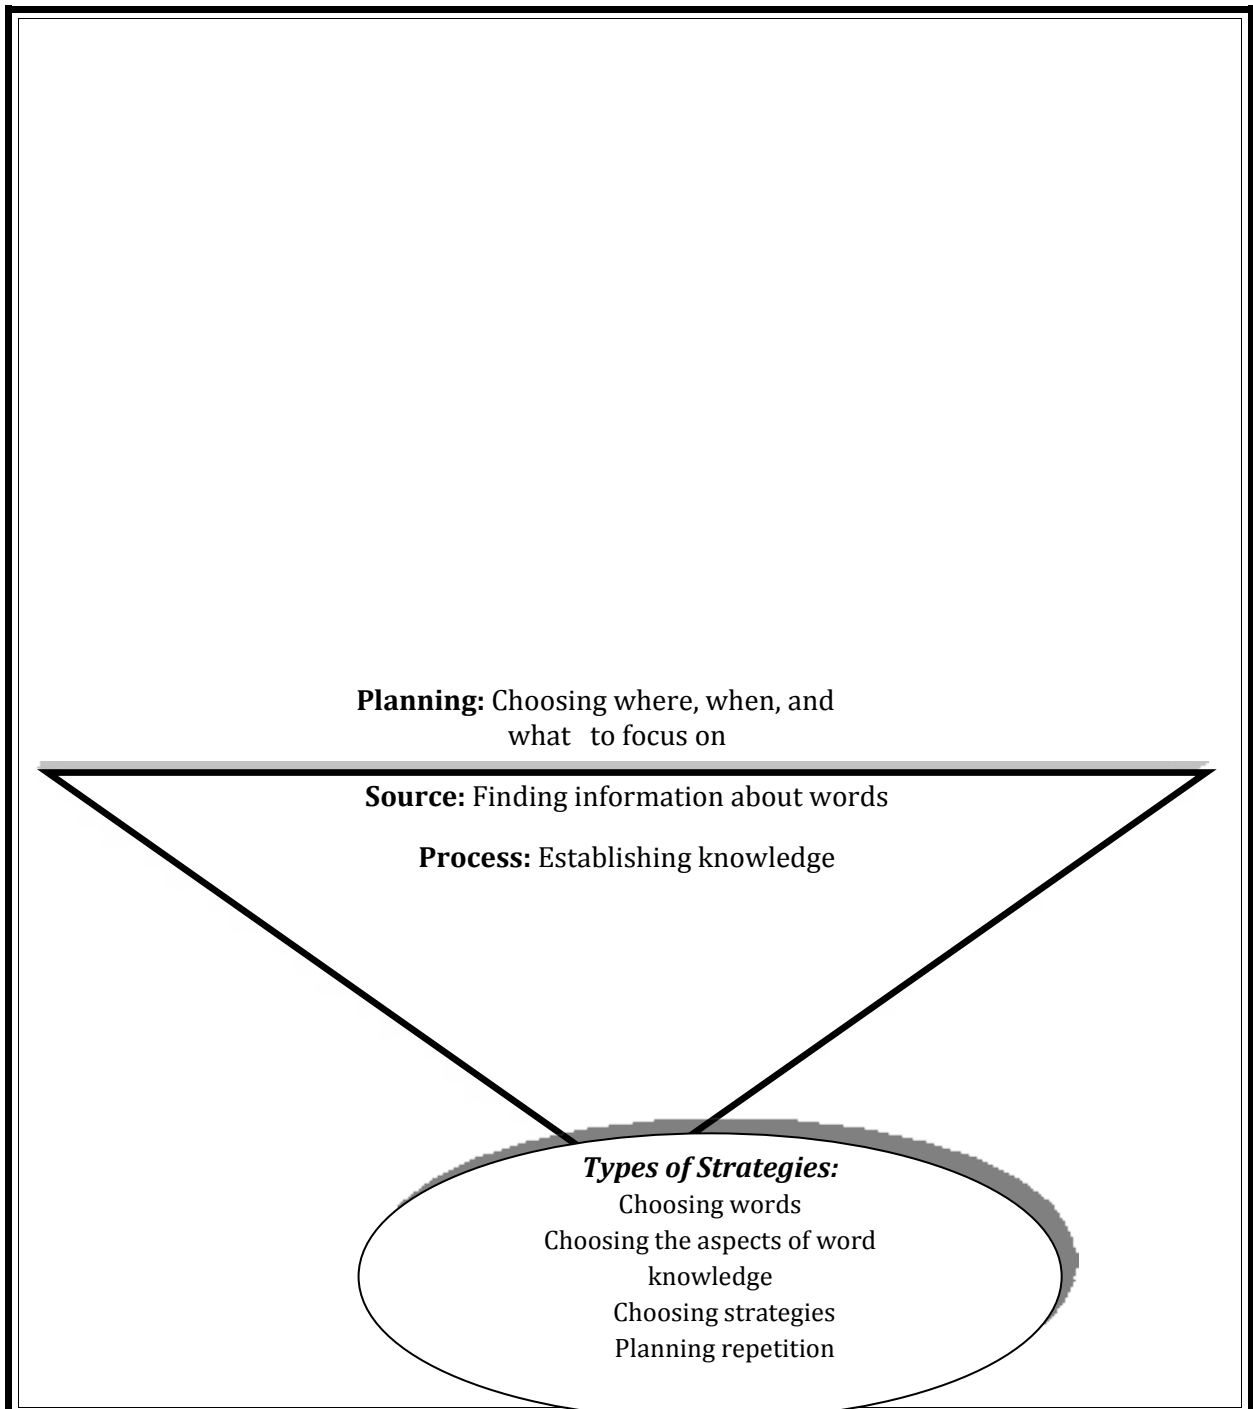 Planning: Choosing where, when, and
what to focus on
Source: Finding information about words
Process: Establishing knowledge
Types of Strategies:
Choosing words
Choosing the aspects of word
knowledge
Choosing strategies
Planning repetition